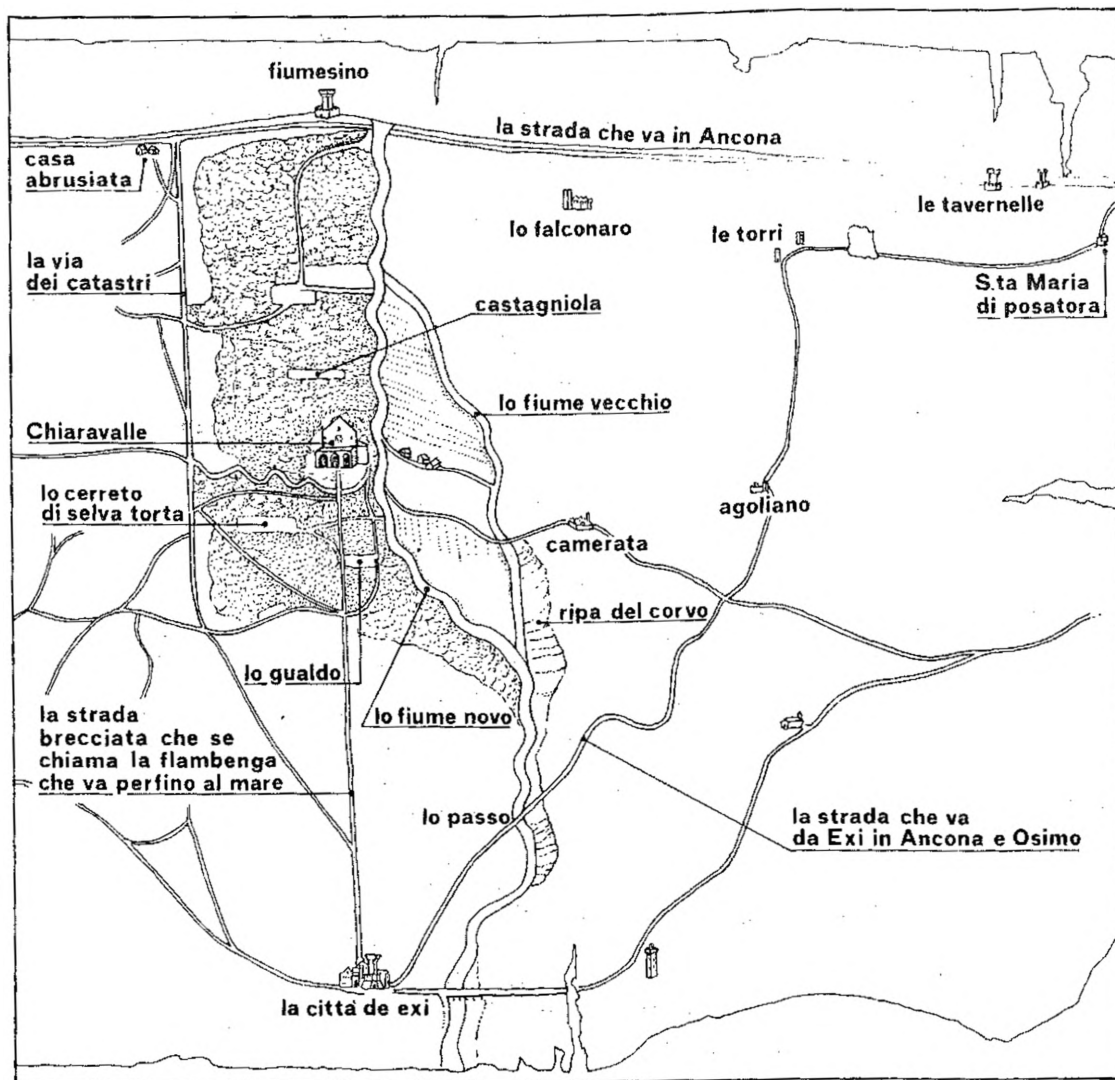 fiumesino
la strada che va in Ancona
casa
abrusiata
lo falconaro
le tavernelle
le torri
la via
dei catastri
S.ta Maria
di posatora
castagniola
lo fiume vecchio
Chiaravalle
lo cerreto
di selva torta
agoliano
camerata
ripa del corvo
lo gualdo
lo fiume novo
la strada
brecciata che se
chiama la flambenga
che va perfino al mare
lo passo
la strada che va
da Exi in Ancona e Osimo
la città de exi